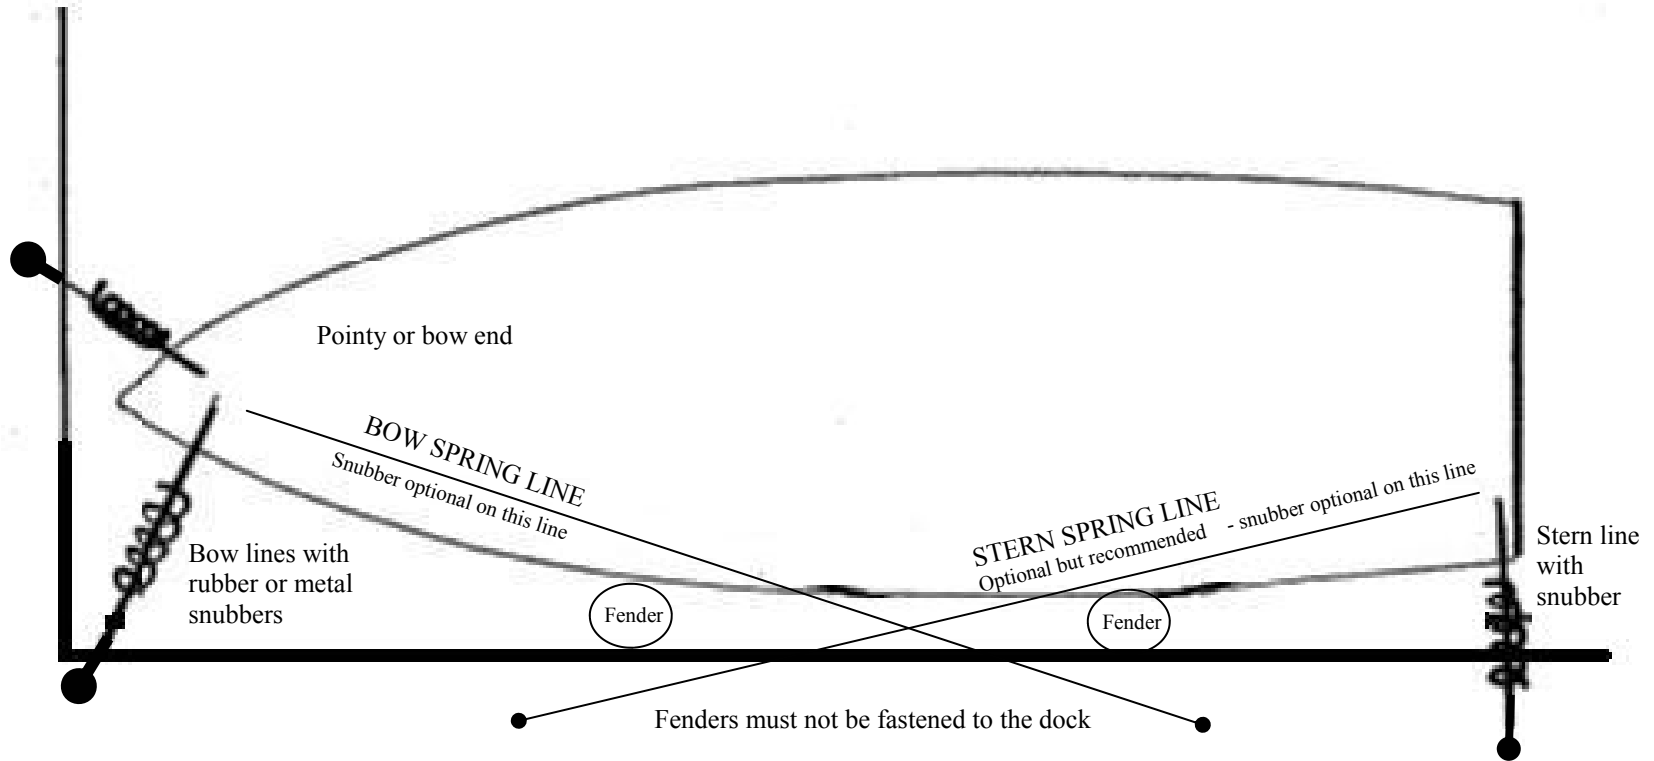 Pointy or bow end
BOW SPRING LINE
Snubber optional on this line
Bow lines with
rubber or metal
snubbers
STERN SPRING LINE
Optional but recommended - snubber optional on this line
Stern line
with
snubber
Fender
Fender
Fenders must not be fastened to the dock